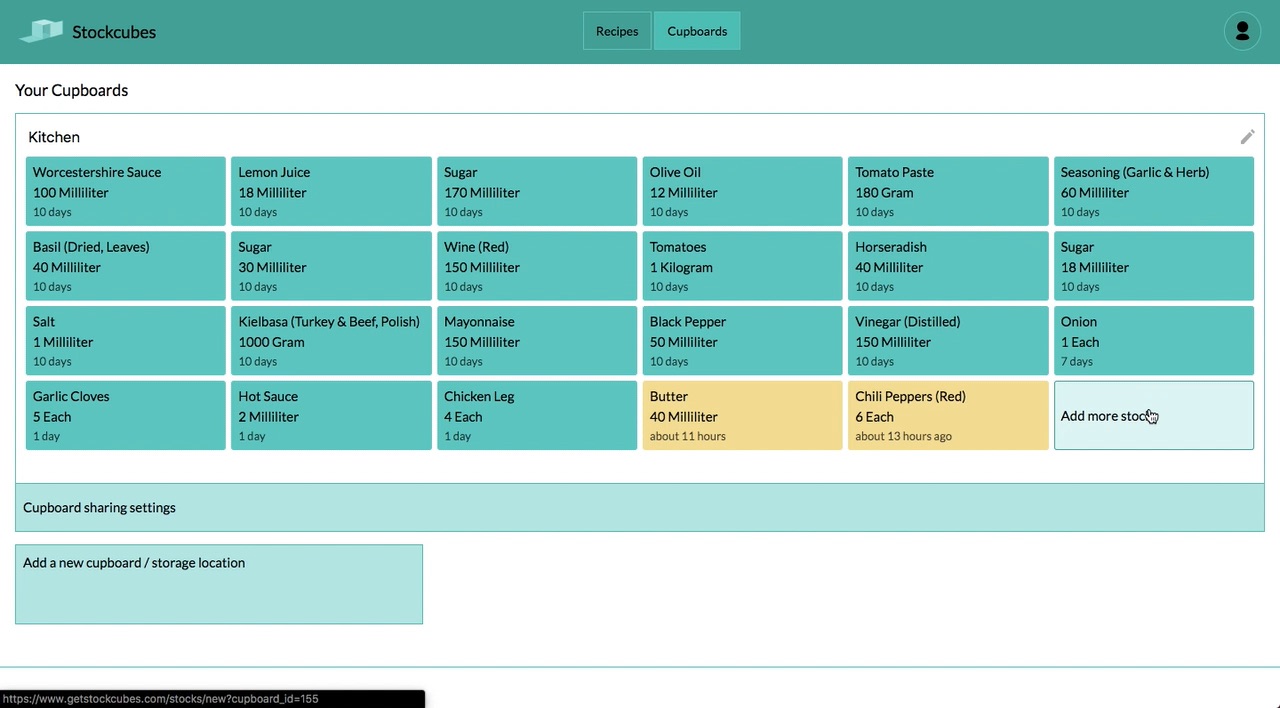 Stockcubes
Recipes
Cupboards
Your Cupboards
Kitchen
Worcestershire Sauce
100 Milliliter
10 days
Lemon Juice
18 Milliliter
10 days
Sugar
170 Milliliter
10 days
Olive Oil
12 Milliliter
10 days
Tomato Paste
180 Gram
10 days
Seasoning (Garlic & Herb)
60 Milliliter
10 days
Basil (Dried, Leaves)
40 Milliliter
10 days
Sugar
30 Milliliter
10 days
Wine (Red)
150 Milliliter
10 days
Tomatoes
1 Kilogram
10 days
Horseradish
40 Milliliter
10 days
Sugar
18 Milliliter
10 days
Salt
1 Milliliter
10 days
Kielbasa (Turkey & Beef, Polish)
1000 Gram
10 days
Mayonnaise
150 Milliliter
10 days
Black Pepper
50 Milliliter
10 days
Vinegar (Distilled)
150 Milliliter
10 days
Onion
1 Each
7 days
Garlic Cloves
5 Each
1 day
Hot Sauce
2 Milliliter
1 day
Chicken Leg
4 Each
1 day
Butter
40 Milliliter
about 11 hours
Chili Peppers (Red)
6 Each
about 13 hours ago
Add more
Cupboard sharing settings
Add a new cupboard / storage location
https://www.getstockcubes.com/stocks/new?cupboard_id=155